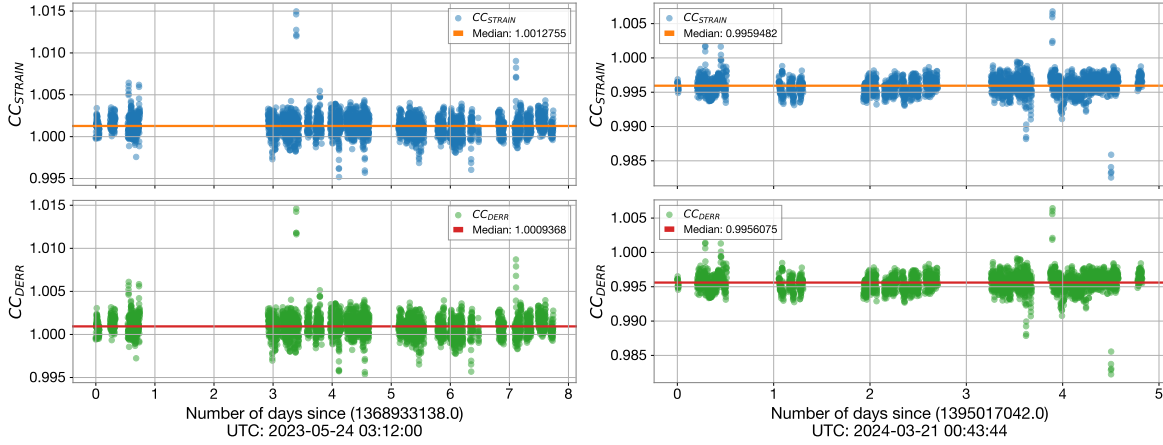 1.015
1.010
1.005
1.000
0.995
CC_STRAIN
CC_STRAIN
Median: 1.0012755
1.005
1.000
0.995
0.990
0.985
CC_STRAIN
CC_STRAIN
Median: 0.9959482
1.015
1.010
1.005
1.000
0.995
CC_DERR
CC_DERR
Median: 1.0009368
0 1 2 3 4 5 6 7 8
Number of days since (1368933138.0)
UTC: 2023-05-24 03:12:00
1.005
1.000
0.995
0.990
0.985
CC_DERR
CC_DERR
Median: 0.9956075
0 1 2 3 4 5
Number of days since (1395017042.0)
UTC: 2024-03-21 00:43:44